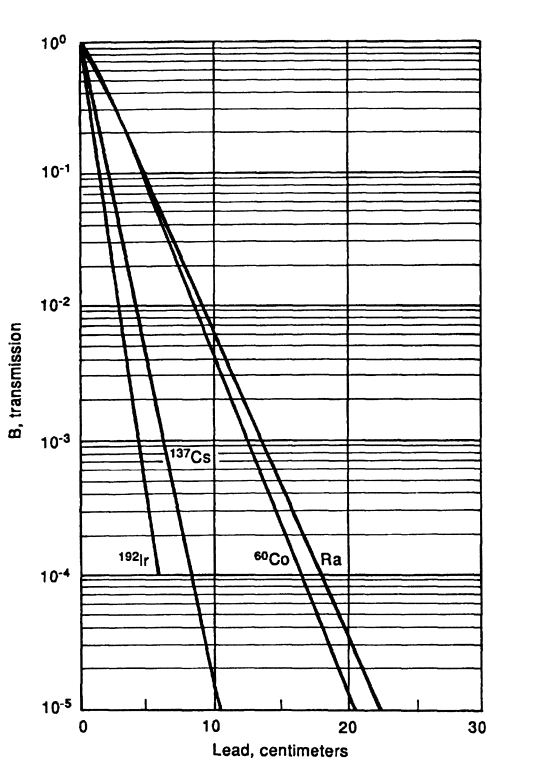 10⁰
10⁻¹
10⁻²
10⁻³
10⁻⁴
10⁻⁵
B, transmission
¹³⁷Cs
¹⁹²Ir
⁶⁰Co
Ra
0
10
20
30
Lead, centimeters